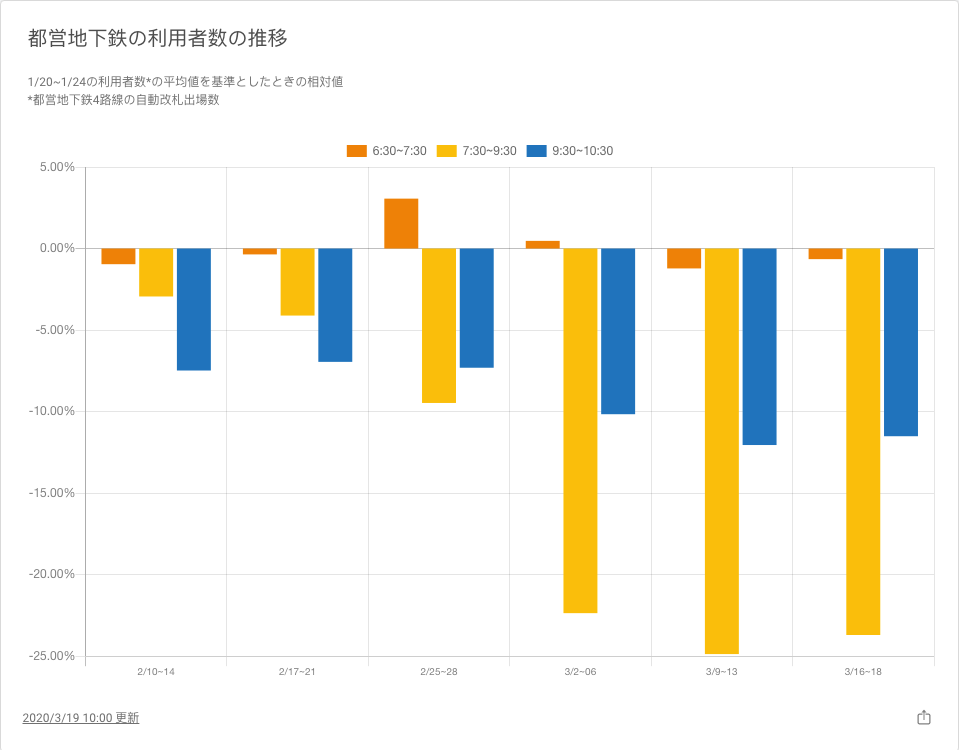 都営地下鉄の利用者数の推移
1/20~1/24の利用者数*の平均値を基準としたときの相対値
*都営地下鉄4路線の自動改札出場数
6:30~7:30 7:30~9:30 9:30~10:30
5.00%
0.00%
-5.00%
-10.00%
-15.00%
-20.00%
-25.00%
2/10~14 2/17~21 2/25~28 3/2~06 3/9~13 3/16~18
2020/3/19 10:00 更新